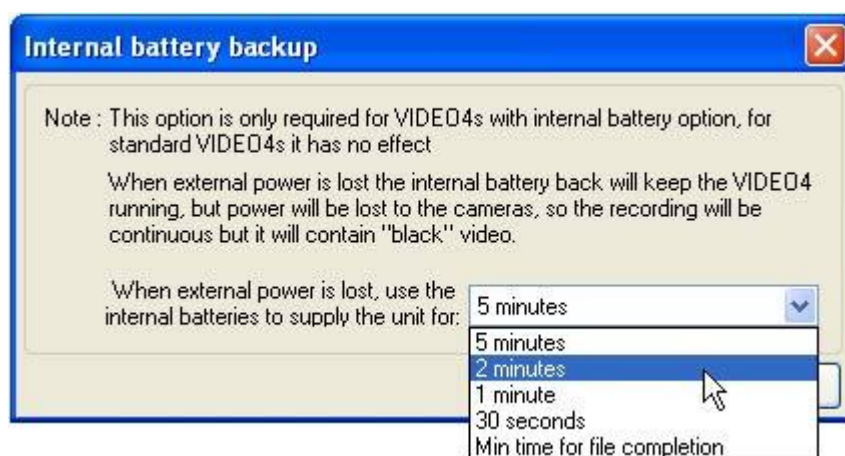 Internal battery backup
Note : This option is only required for VIDEO4s with internal battery option, for
standard VIDEO4s it has no effect
When external power is lost the internal battery back will keep the VIDEO4
running, but power will be lost to the cameras, so the recording will be
continuous but it will contain "black" video.
When external power is lost, use the
internal batteries to supply the unit for:
5 minutes
5 minutes
2 minutes
1 minute
30 seconds
Min time for file completion